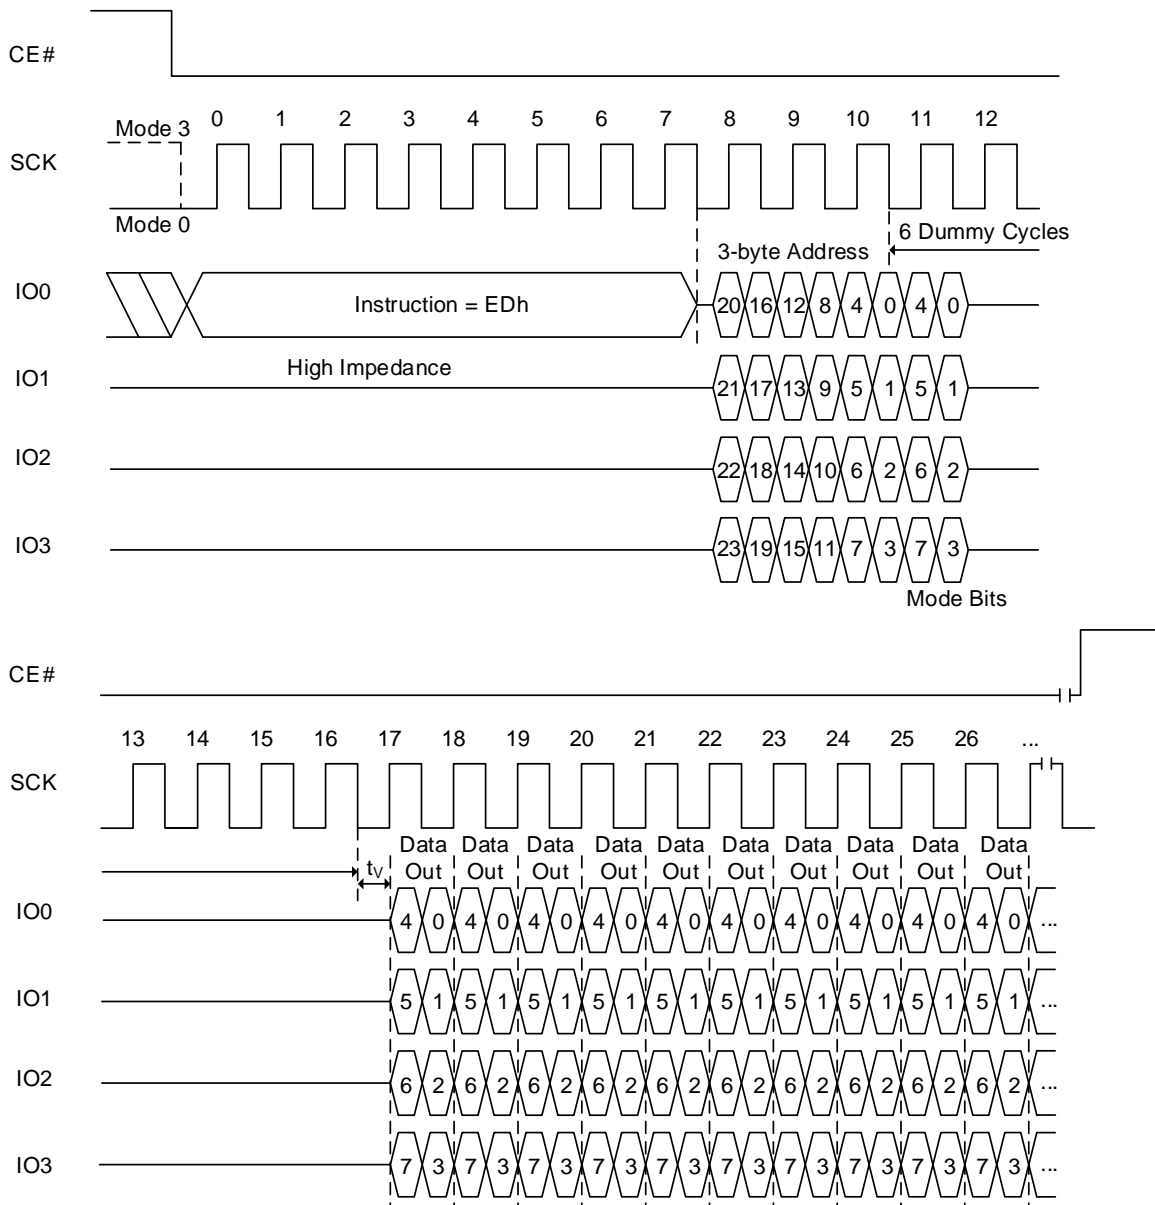 CE#
0 1 2 3 4 5 6 7 8 9 10 11 12
Mode 3
SCK
Mode 0
6 Dummy Cycles
3-byte Address
IO0
Instruction = EDh
20 16 12 8 4 0 4 0
High Impedance
IO1
21 17 13 9 5 1 5 1
IO2
22 18 14 10 6 2 6 2
IO3
23 19 15 11 7 3 7 3
Mode Bits
CE#
13 14 15 16 17 18 19 20 21 22 23 24 25 26 ...
SCK
Data Data Data Data Data Data Data Data Data Data
tV Out Out Out Out Out Out Out Out Out Out
IO0
4 0 4 0 4 0 4 0 4 0 4 0 4 0 4 0 4 0 4 0 ...
IO1
5 1 5 1 5 1 5 1 5 1 5 1 5 1 5 1 5 1 5 1 ...
IO2
6 2 6 2 6 2 6 2 6 2 6 2 6 2 6 2 6 2 6 2 ...
IO3
7 3 7 3 7 3 7 3 7 3 7 3 7 3 7 3 7 3 7 3 ...